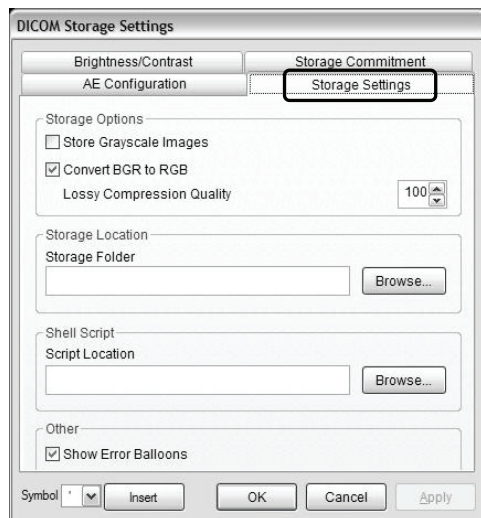 DICOM Storage Settings
Brightness/Contrast Storage Commitment
AE Configuration Storage Settings
Storage Options
Store Grayscale Images
Convert BGR to RGB
Lossy Compression Quality 100
Storage Location
Storage Folder
Browse...
Shell Script
Script Location
Browse...
Other
Show Error Balloons
Symbol ' Insert OK Cancel Apply